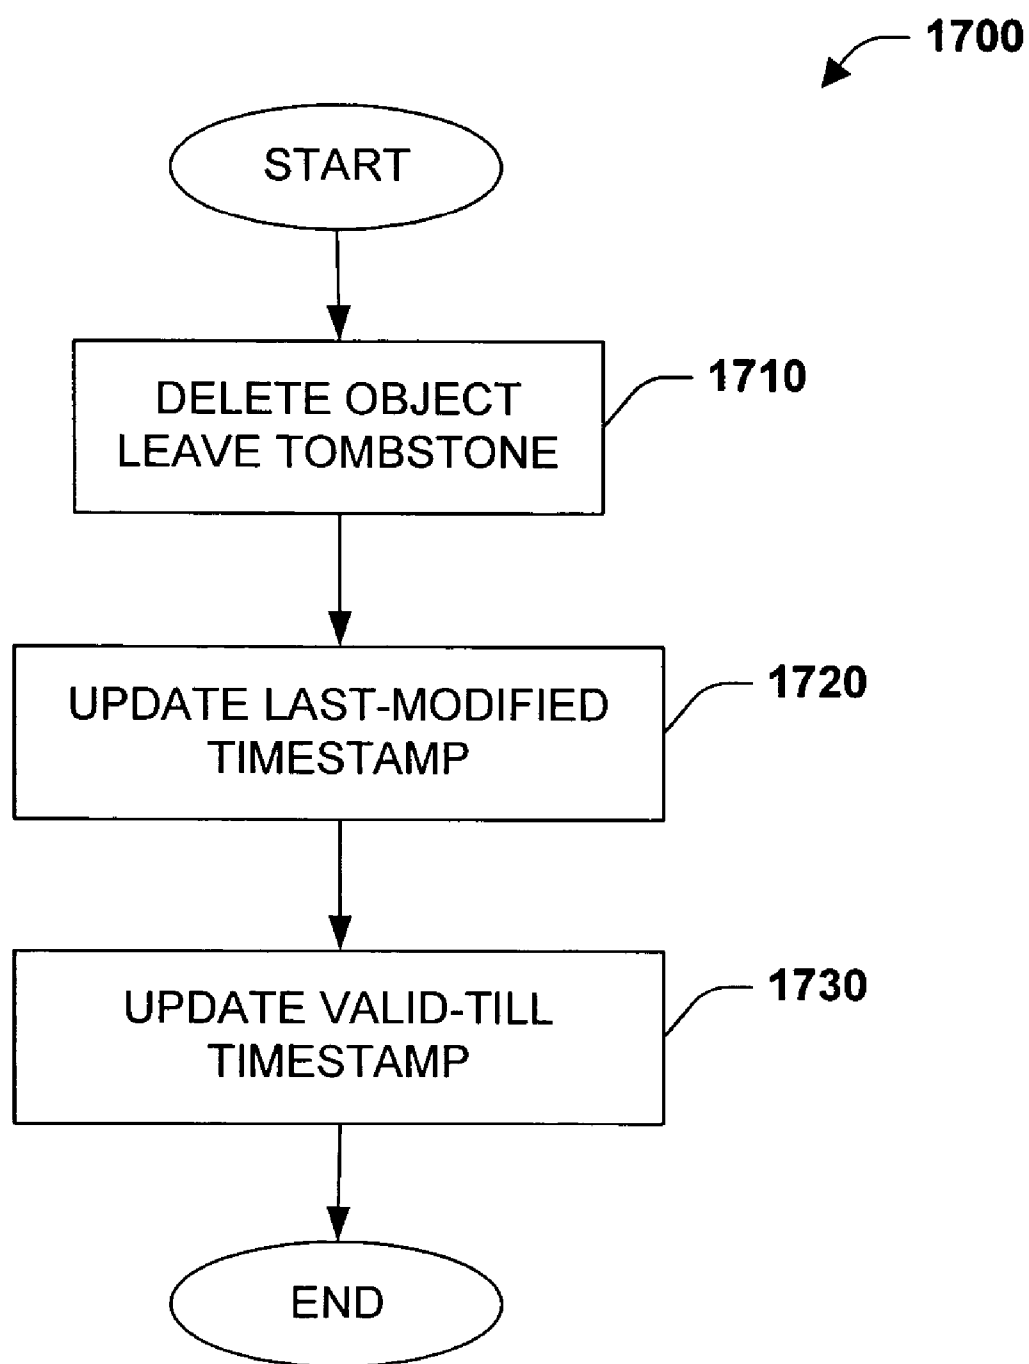 1700
START
DELETE OBJECT
LEAVE TOMBSTONE
1710
UPDATE LAST-MODIFIED
TIMESTAMP
1720
UPDATE VALID-TILL
TIMESTAMP
1730
END